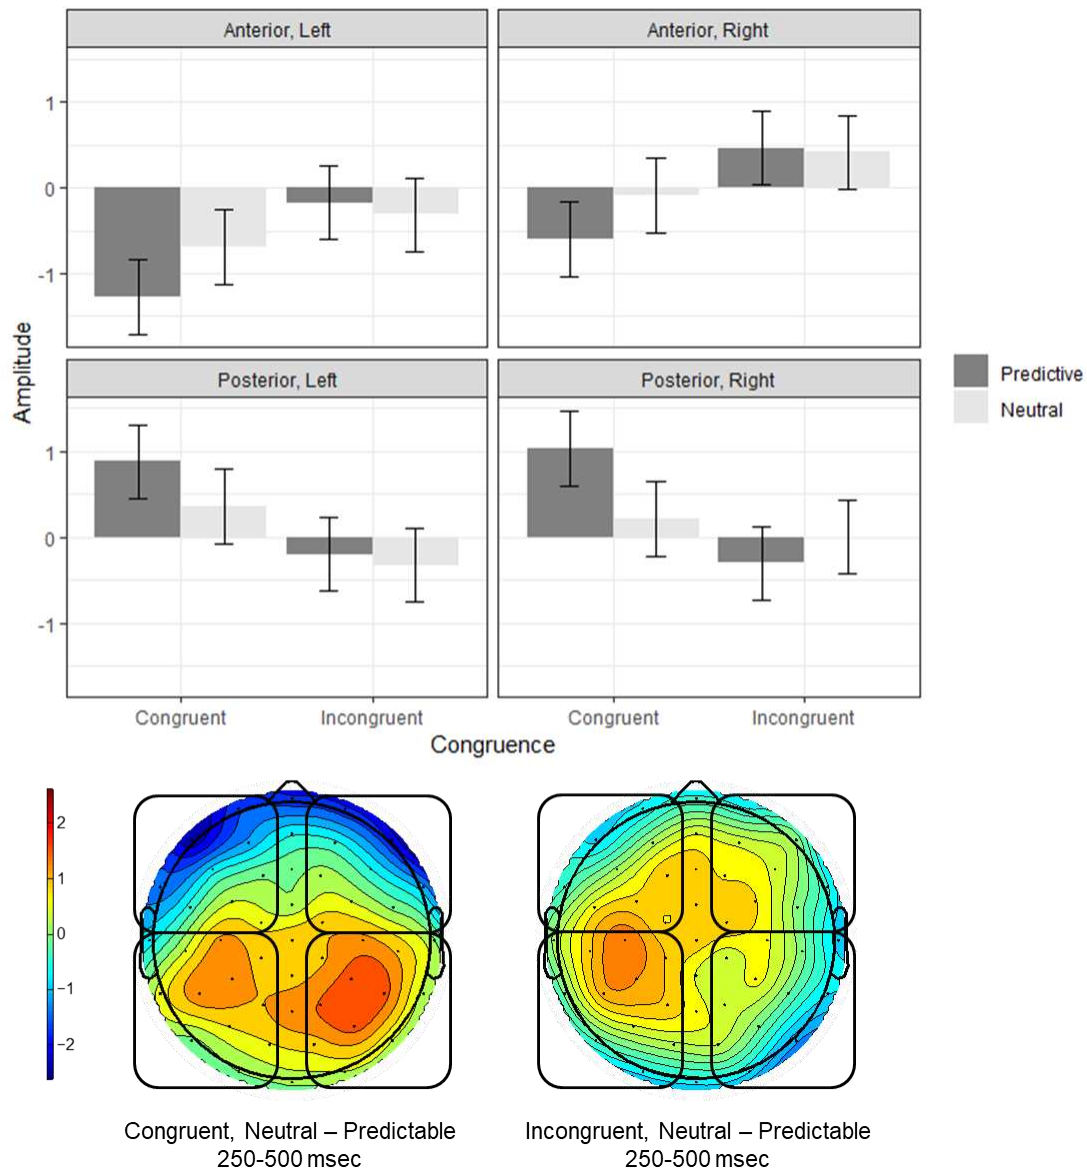 Anterior, Left
Anterior, Right
1
0
-1
Posterior, Left
Posterior, Right
1
0
-1
Amplitude
Predictive
Neutral
Congruent
Incongruent
Congruent
Incongruent
Congruence
2
1
0
−1
−2
Congruent, Neutral – Predictable
250-500 msec
Incongruent, Neutral – Predictable
250-500 msec